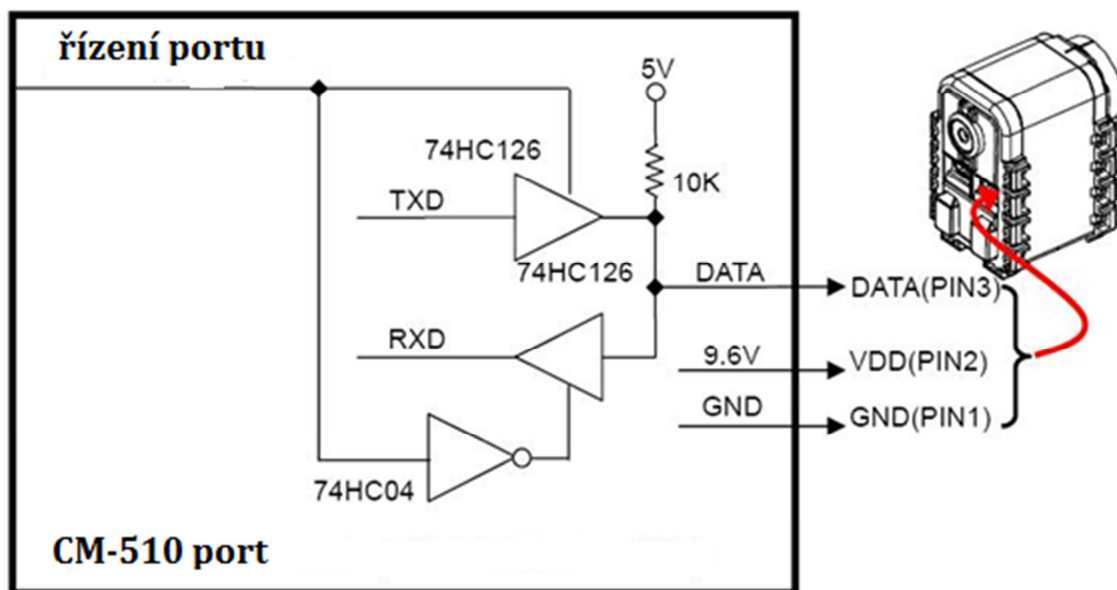 řízení portu
5V
74HC126
10K
TXD
74HC126
DATA
DATA(PIN3)
RXD
9.6V
VDD(PIN2)
GND
GND(PIN1)
74HC04
CM-510 port